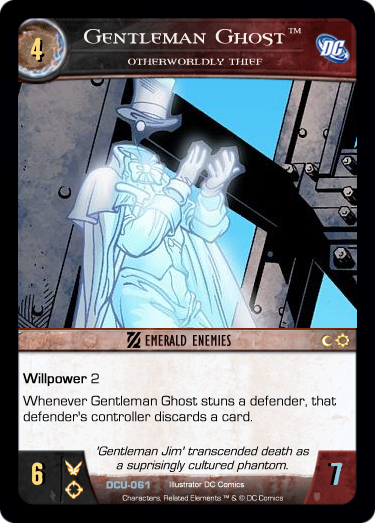 4
GENTLEMAN GHOST™
DC
OTHERWORLDLY THIEF
EMERALD ENEMIES
Willpower 2
Whenever Gentleman Ghost stuns a defender, that
defender's controller discards a card.
'Gentleman Jim' transcended death as
a suprisingly cultured phantom.
6
7
DCU-061 Illustrator DC Comics
Characters, Related Elements ™ & © DC Comics